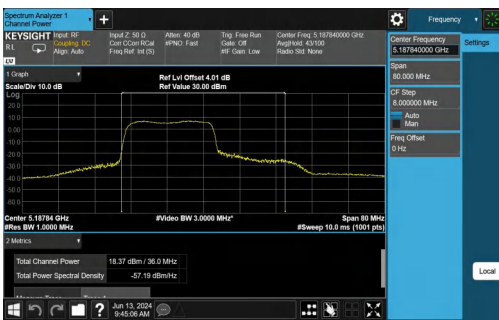 Spectrum Analyzer 1
Channel Power
+
Frequency
KEYSIGHT
Input: RF
Coupling: DC
Align: Auto
Input Z: 50 Ω
Corr CCorr RCal
Freq Ref: Int (S)
Atten: 40 dB
#PNO: Fast
Trig: Free Run
Gate: Off
#IF Gain: Low
Center Freq: 5.187840000 GHz
Avg|Hold: 43/100
Radio Std: None
RL
LXI
Center Frequency
5.187840000 GHz
Settings
Span
80.000 MHz
CF Step
8.000000 MHz
Auto
Man
Freq Offset
0 Hz
Local
1 Graph
Scale/Div 10.0 dB
Ref Lvl Offset 4.01 dB
Ref Value 30.00 dBm
Log
20.0
10.0
0.00
-10.0
-20.0
-30.0
-40.0
-50.0
-60.0
Center 5.18784 GHz
#Video BW 3.0000 MHz*
Span 80 MHz
#Res BW 1.0000 MHz
#Sweep 10.0 ms (1001 pts)
2 Metrics
Total Channel Power
18.37 dBm / 36.0 MHz
Total Power Spectral Density
-57.19 dBm/Hz
?
Jun 13, 2024
9:45:06 AM